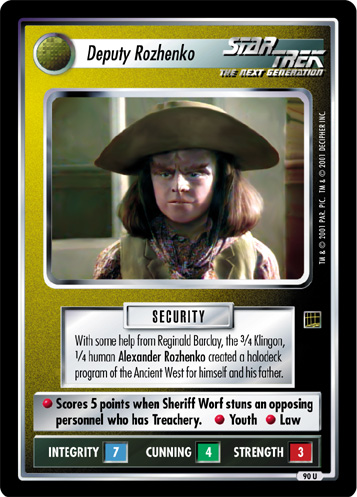 Deputy Rozhenko
STAR TREK
THE NEXT GENERATION
TM & © 2001 PAR. PIC. TM & © 2001 DECIPHER INC.
SECURITY
With some help from Reginald Barclay, the ¾ Klingon,
¼ human Alexander Rozhenko created a holodeck
program of the Ancient West for himself and his father.
Scores 5 points when Sheriff Worf stuns an opposing
personnel who has Treachery. • Youth • Law
INTEGRITY 7 CUNNING 4 STRENGTH 3
90 U